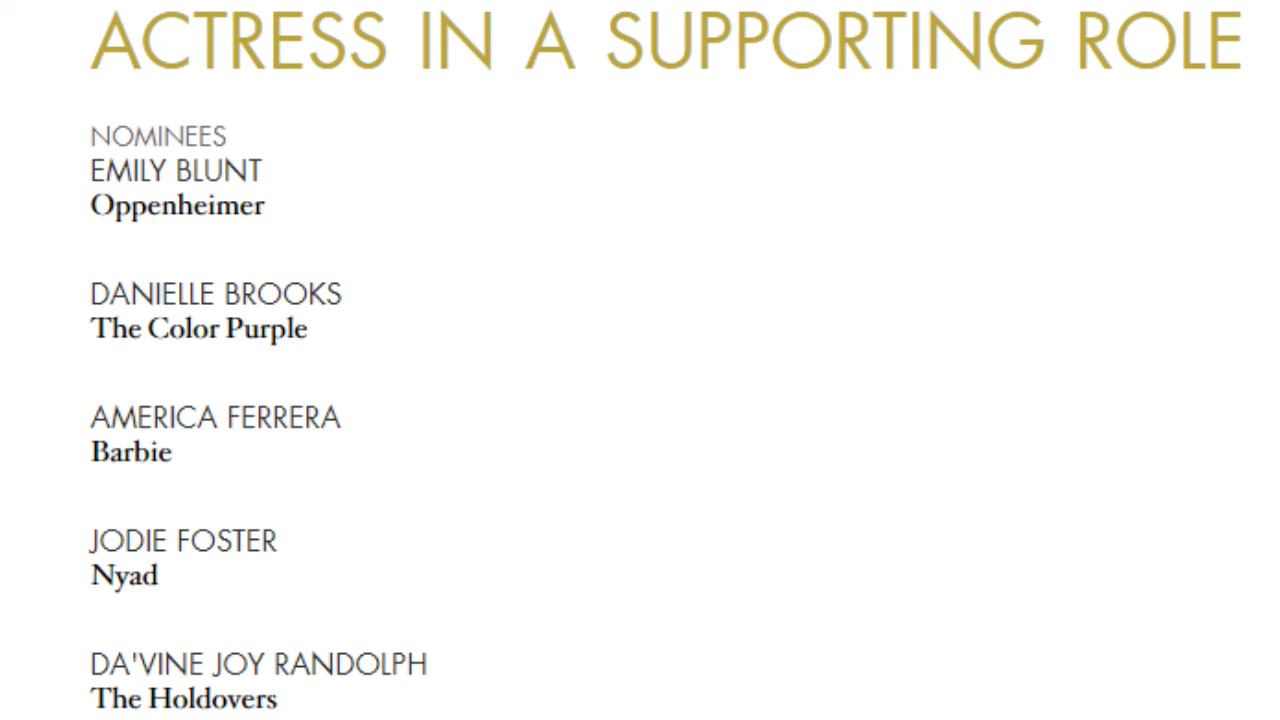 ACTRESS IN A SUPPORTING ROLE
NOMINEES
EMILY BLUNT
Oppenheimer
DANIELLE BROOKS
The Color Purple
AMERICA FERRERA
Barbie
JODIE FOSTER
Nyad
DA'VINE JOY RANDOLPH
The Holdovers